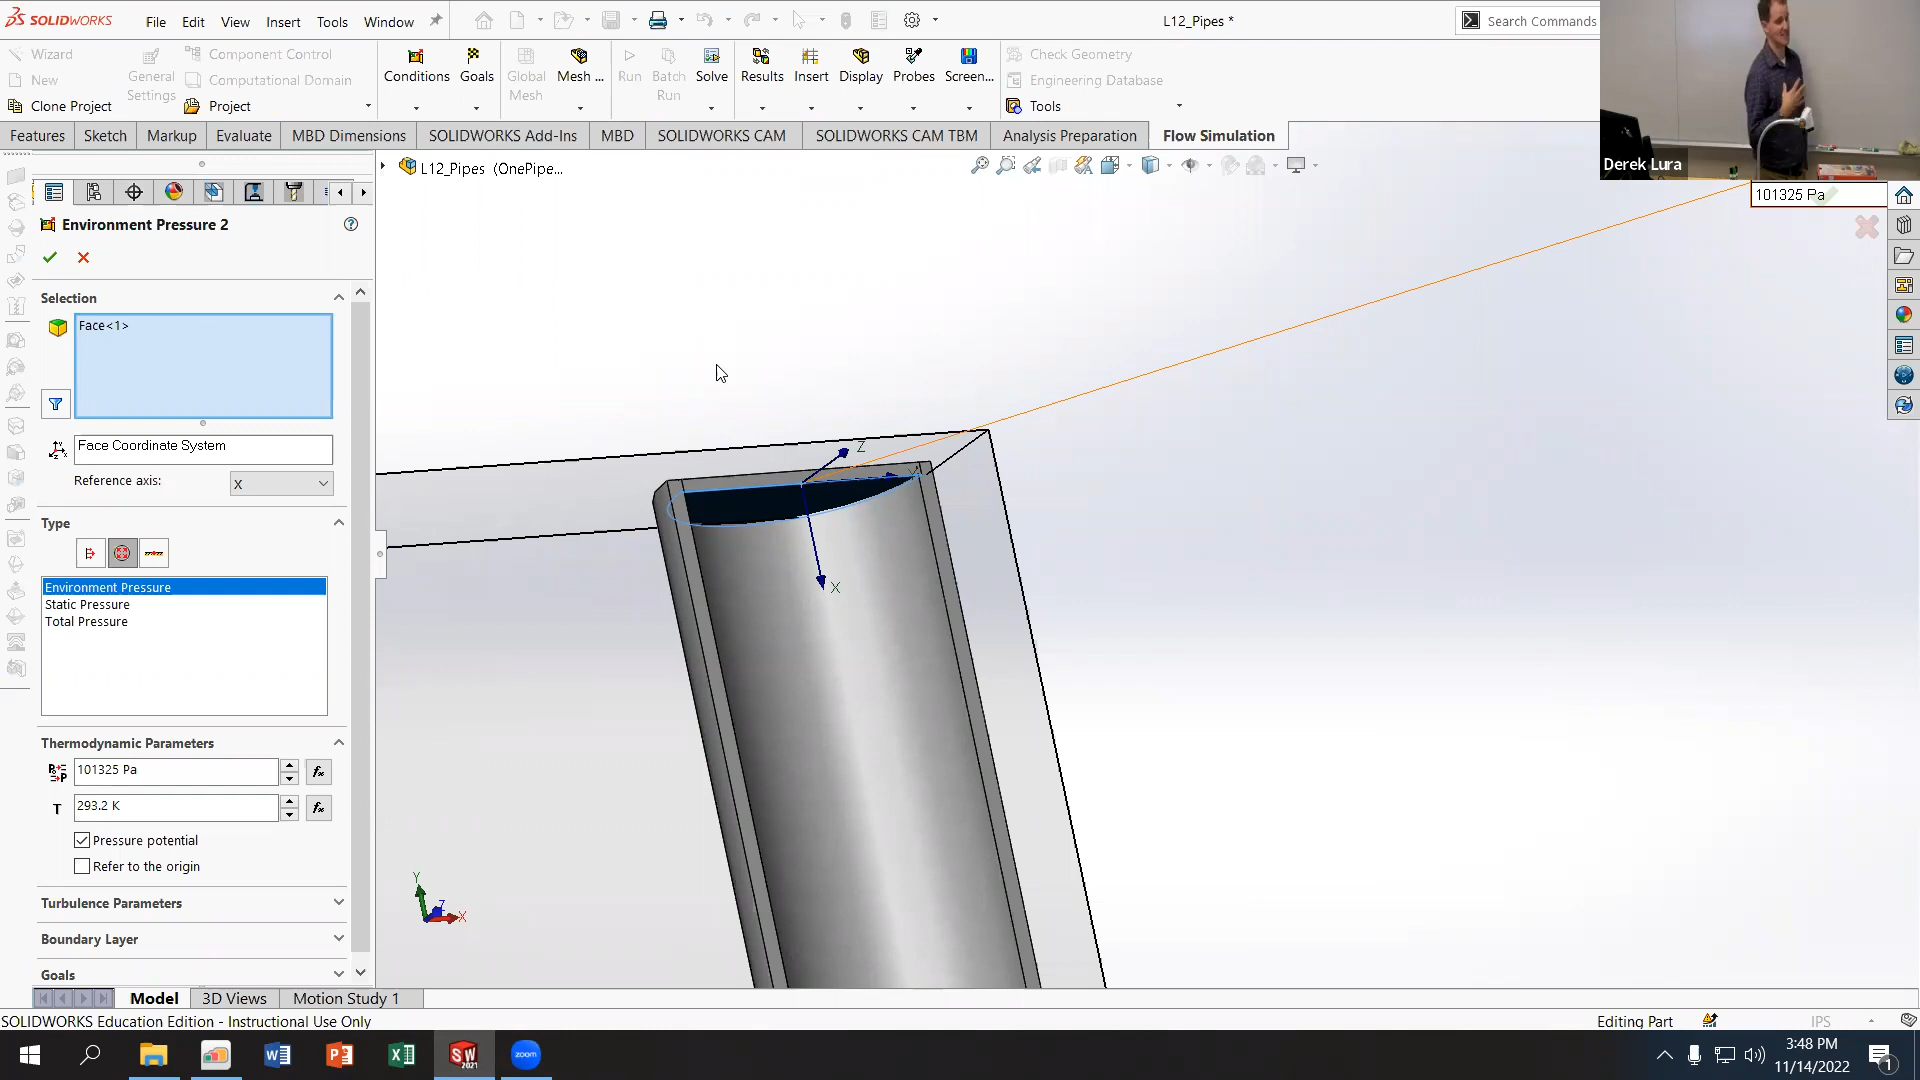 SOLIDWORKS File Edit View Insert Tools Window L12_Pipes * Search Commands
Wizard
New
Clone Project
General
Settings
Component Control
Computational Domain
Project
Conditions
Goals
Global
Mesh
Mesh ...
Run
Batch
Run
Solve
Results
Insert
Display
Probes
Screen...
Check Geometry
Engineering Database
Tools
Features Sketch Markup Evaluate MBD Dimensions SOLIDWORKS Add-Ins MBD SOLIDWORKS CAM SOLIDWORKS CAM TBM Analysis Preparation Flow Simulation
Derek Lura
L12_Pipes (OnePipe...
101325 Pa
Environment Pressure 2
Selection
Face<1>
Face Coordinate System
Reference axis:
X
Type
Environment Pressure
Static Pressure
Total Pressure
Thermodynamic Parameters
101325 Pa
T
293.2 K
Pressure potential
Refer to the origin
Turbulence Parameters
Boundary Layer
Goals
Z
Y
X
Y
Z
X
Model 3D Views Motion Study 1
SOLIDWORKS Education Edition - Instructional Use Only
Editing Part
IPS
SW
2021
zoom
3:48 PM
11/14/2022
1